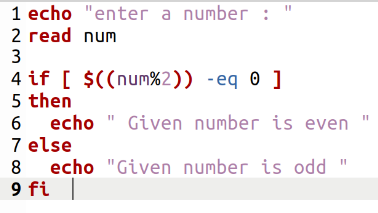 1 echo "enter a number : "
2 read num
3
4 if [ $((num%2)) -eq 0 ]
5 then
6   echo " Given number is even "
7 else
8   echo "Given number is odd "
9 fi